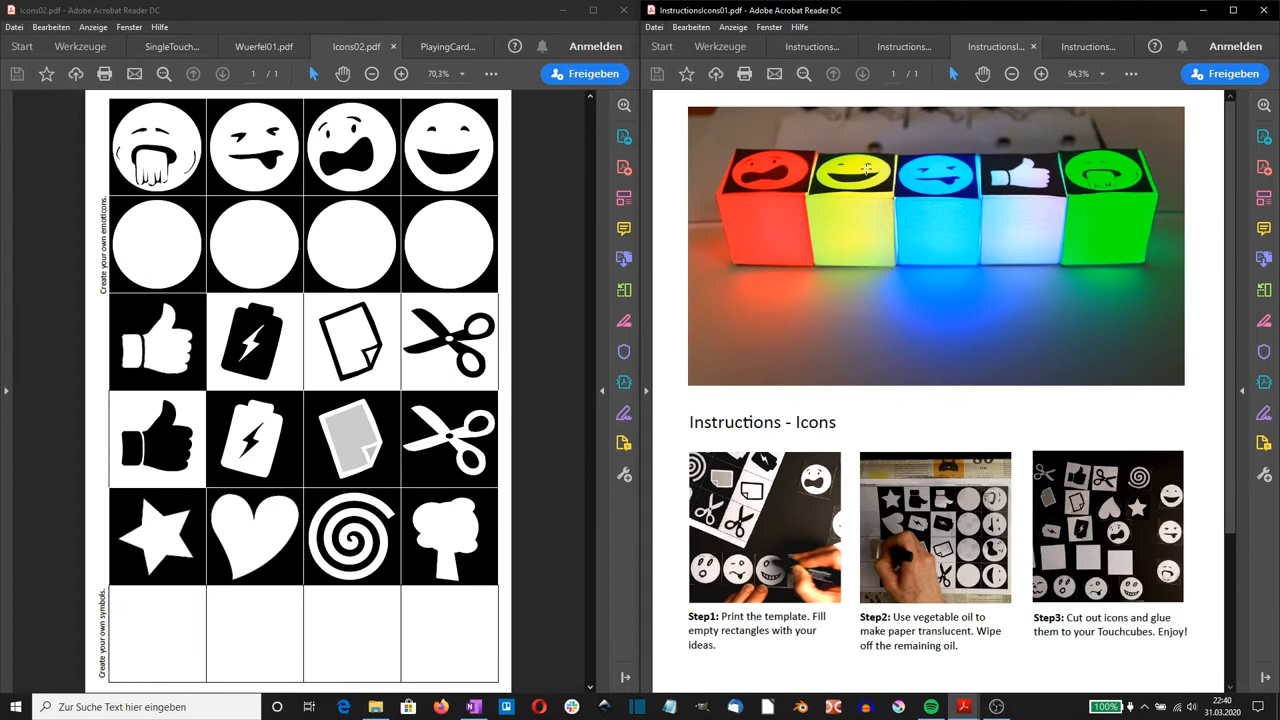 Icons02.pdf - Adobe Acrobat Reader DC
Datei Bearbeiten Anzeige Fenster Hilfe
Start Werkzeuge SingleTouch... Wuerfel01.pdf Icons02.pdf PlayingCard... Anmelden
1 / 1 70,3% Freigeben
Create your own emoticons.
Create your own symbols.
InstructionsIcons01.pdf - Adobe Acrobat Reader DC
Datei Bearbeiten Anzeige Fenster Hilfe
Start Werkzeuge Instructions... Instructions... InstructionsI... Instructions... Anmelden
1 / 1 94,3% Freigeben
Instructions - Icons
Step1: Print the template. Fill
empty rectangles with your
ideas.
Step2: Use vegetable oil to
make paper translucent. Wipe
off the remaining oil.
Step3: Cut out icons and glue
them to your Touchcubes. Enjoy!
Zur Suche Text hier eingeben
100%
22:40
31.03.2020